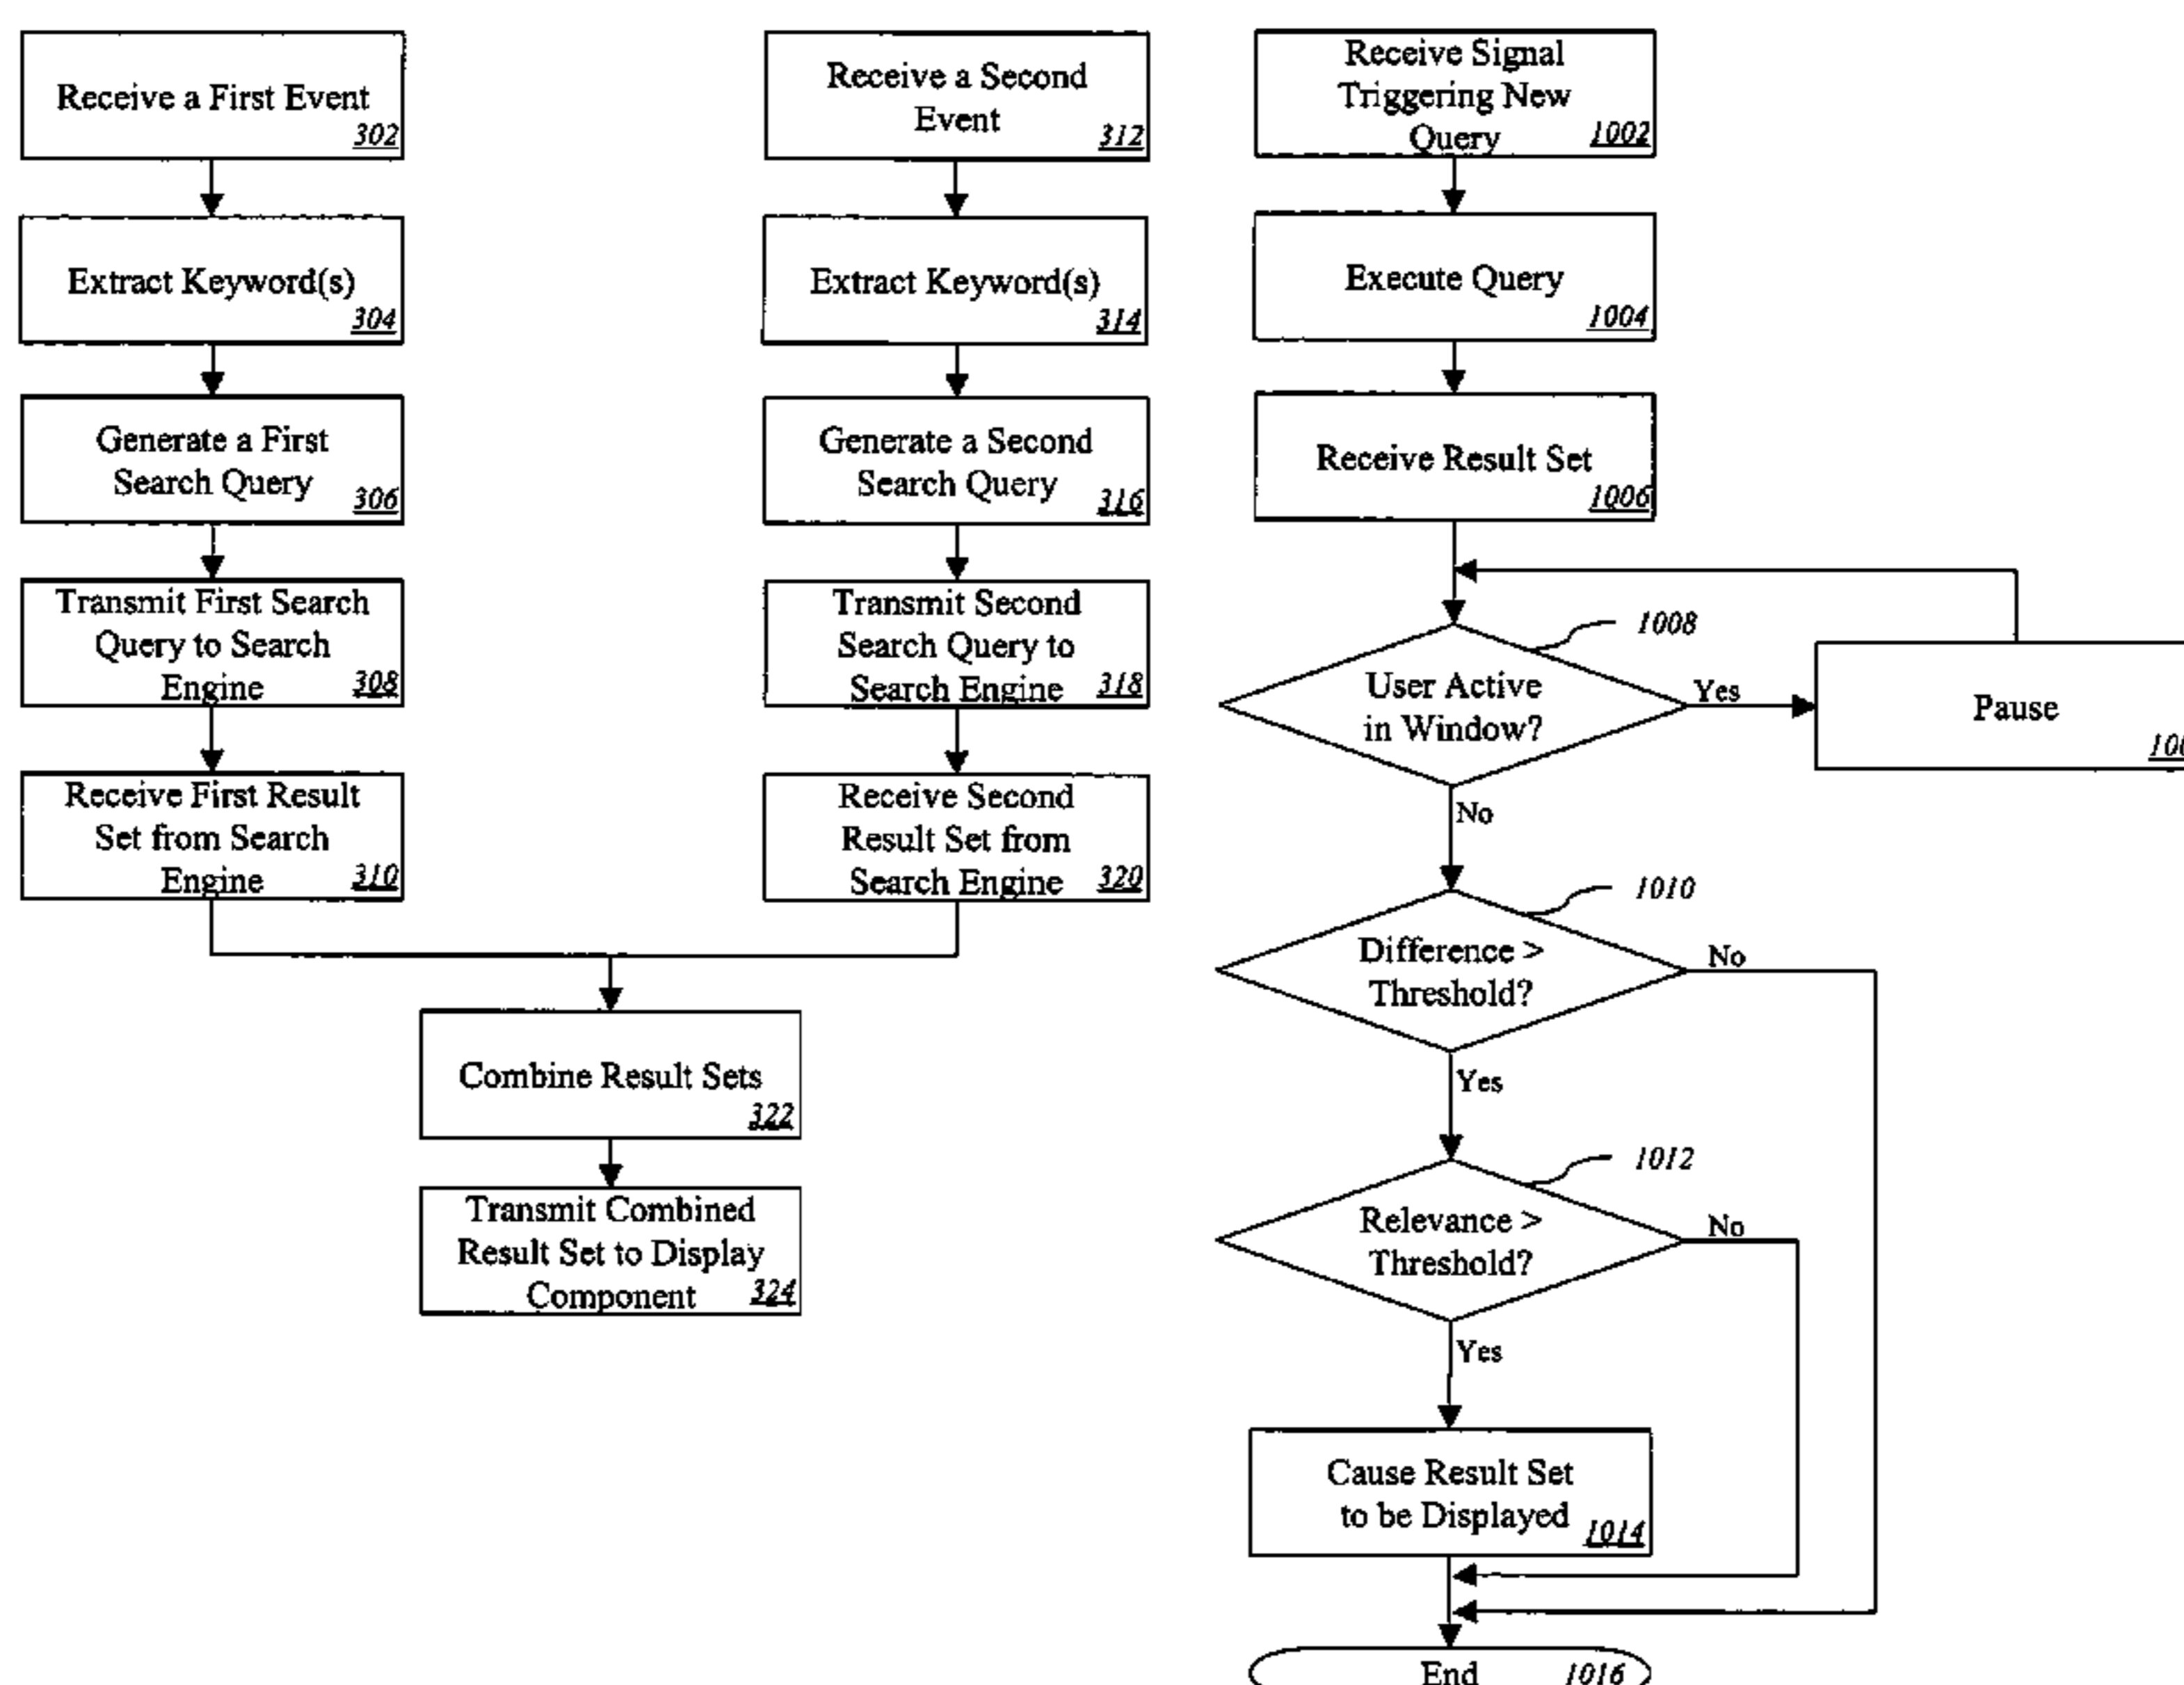 Receive a First Event
302
Extract Keyword(s)
304
Generate a First
Search Query
306
Transmit First Search
Query to Search
Engine
308
Receive First Result
Set from Search
Engine
310
Receive a Second
Event
312
Extract Keyword(s)
314
Generate a Second
Search Query
316
Transmit Second
Search Query to
Search Engine
318
Receive Second
Result Set from
Search Engine
320
Combine Result Sets
322
Transmit Combined
Result Set to Display
Component
324
Receive Signal
Triggering New
Query
1002
Execute Query
1004
Receive Result Set
1006
1008
User Active
in Window?
Yes
Pause
No
1010
Difference >
Threshold?
No
Yes
1012
Relevance >
Threshold?
No
Yes
Cause Result Set
to be Displayed
1014
End
1016